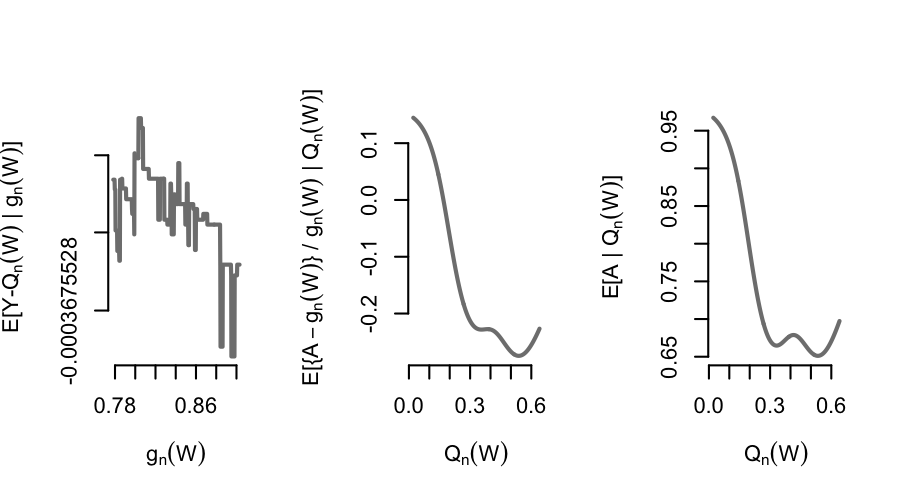 E[Y-Qn(W) | gn(W)]
-0.0003675528
0.78 0.86
gn(W)
E[{A − gn(W)} / gn(W) | Qn(W)]
0.1
0.0
-0.1
-0.2
0.0 0.3 0.6
Qn(W)
E[A | Qn(W)]
0.95
0.85
0.75
0.65
0.0 0.3 0.6
Qn(W)